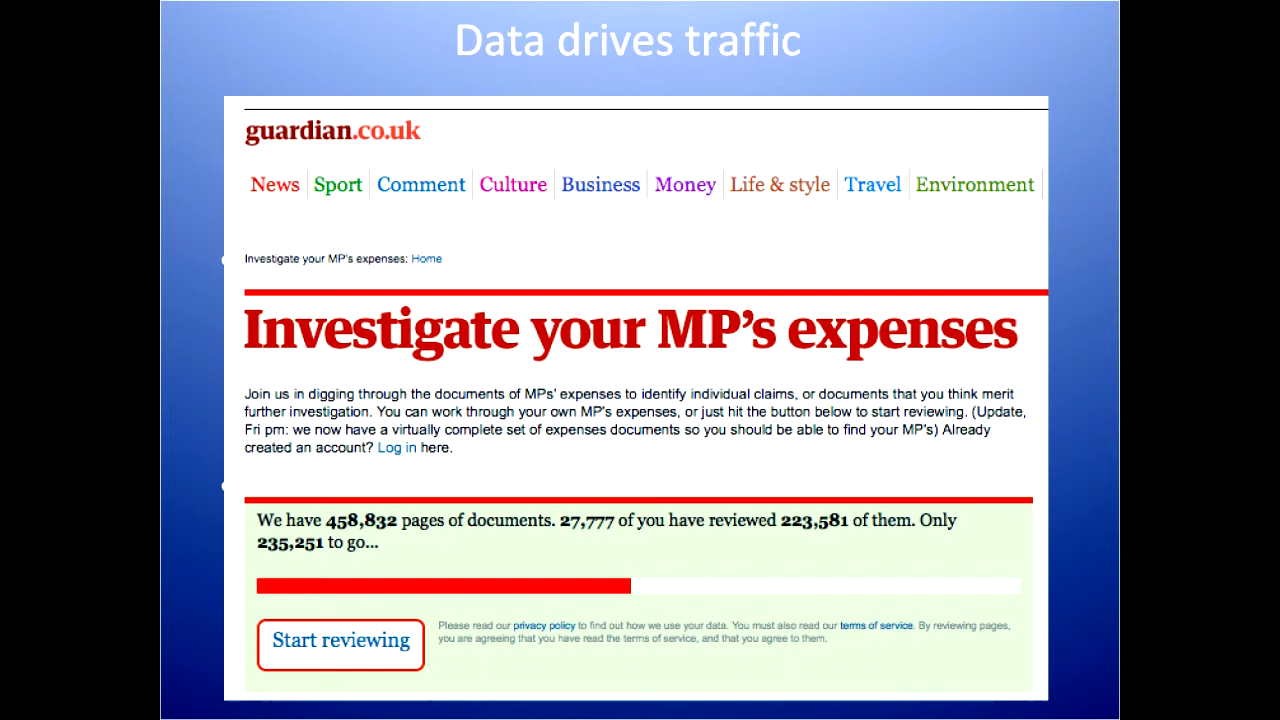 Data drives traffic
guardian.co.uk
News Sport Comment Culture Business Money Life & style Travel Environment
Investigate your MP's expenses: Home
Investigate your MP's expenses
Join us in digging through the documents of MPs' expenses to identify individual claims, or documents that you think merit
further investigation. You can work through your own MP's expenses, or just hit the button below to start reviewing. (Update,
Fri pm: we now have a virtually complete set of expenses documents so you should be able to find your MP's) Already
created an account? Log in here.
We have 458,832 pages of documents. 27,777 of you have reviewed 223,581 of them. Only
235,251 to go...
Start reviewing
Please read our privacy policy to find out how we use your data. You must also read our terms of service. By reviewing pages,
you are agreeing that you have read the terms of service, and that you agree to them.